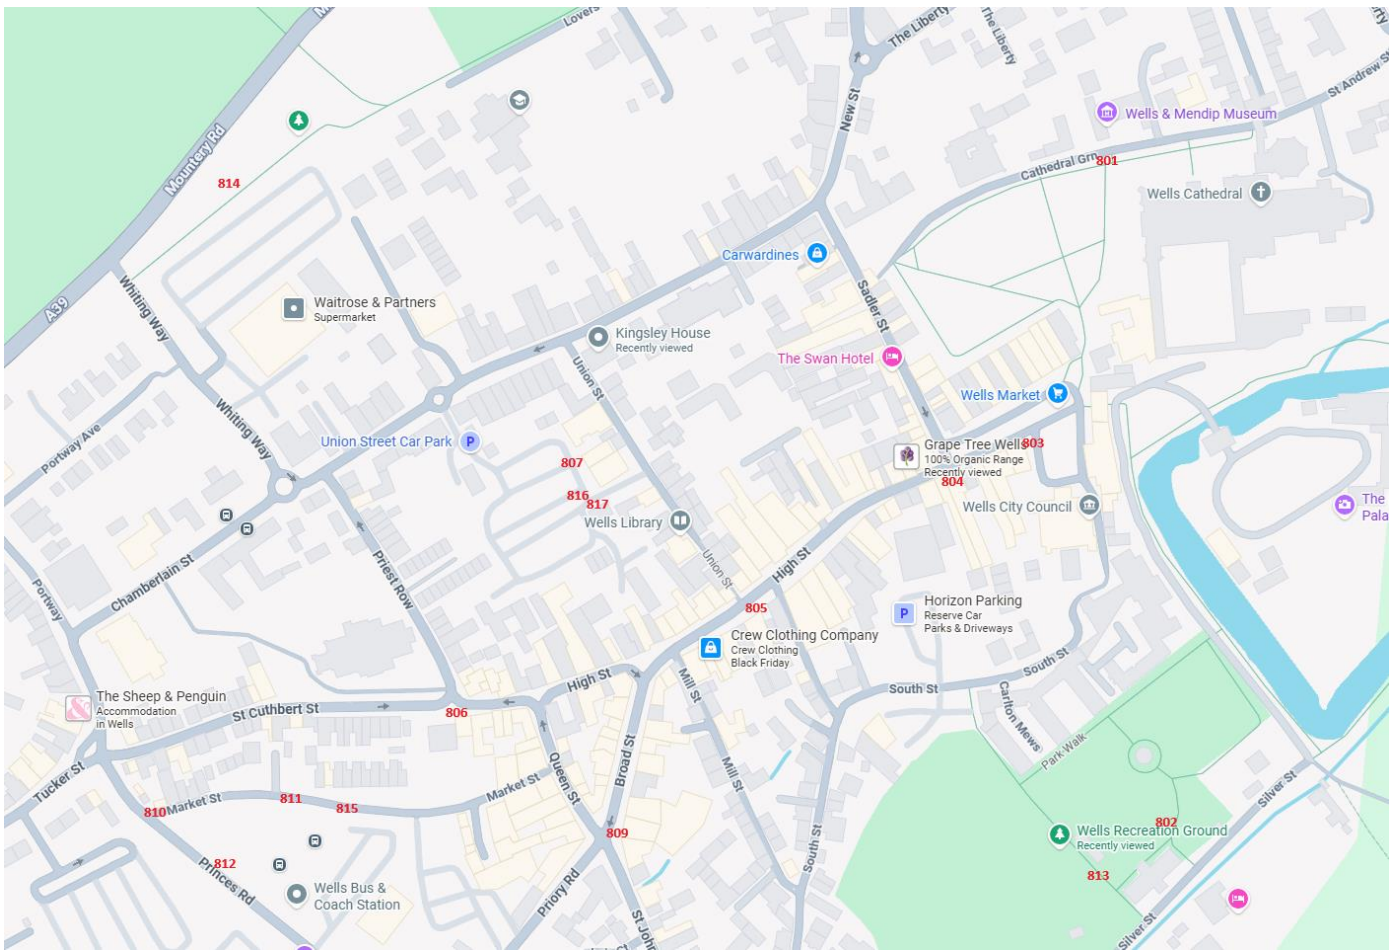 Lovers
Mo
The Liberty
The Liberty
The Liberty
St Andrew St
New St
Wells & Mendip Museum
Cathedral Grn
801
Wells Cathedral
Mountery Rd
814
A39
Whiting Way
Waitrose & Partners
Supermarket
Carwardines
Sadler St
Kingsley House
Recently viewed
The Swan Hotel
Union St
Wells Market
Whiting Way
Portway Ave
Union Street Car Park
P
807
816
817
Grape Tree Wells
100% Organic Range
Recently viewed
803
804
Wells City Council
The
Pala
Wells Library
Union St
High St
Priest Row
Chamberlain St
Portway
805
Horizon Parking
Reserve Car
Parks & Driveways
P
Crew Clothing Company
Crew Clothing
Black Friday
South St
South St
Carlton Mews
Park Walk
High St
Mill St
The Sheep & Penguin
Accommodation
in Wells
St Cuthbert St
806
Broad St
Queen St
Mill St
Tucker St
Market St
Market St
810
811
815
809
802
Wells Recreation Ground
Recently viewed
813
Silver St
Silver St
South St
812
Princes Rd
Wells Bus &
Coach Station
Priory Rd
St John